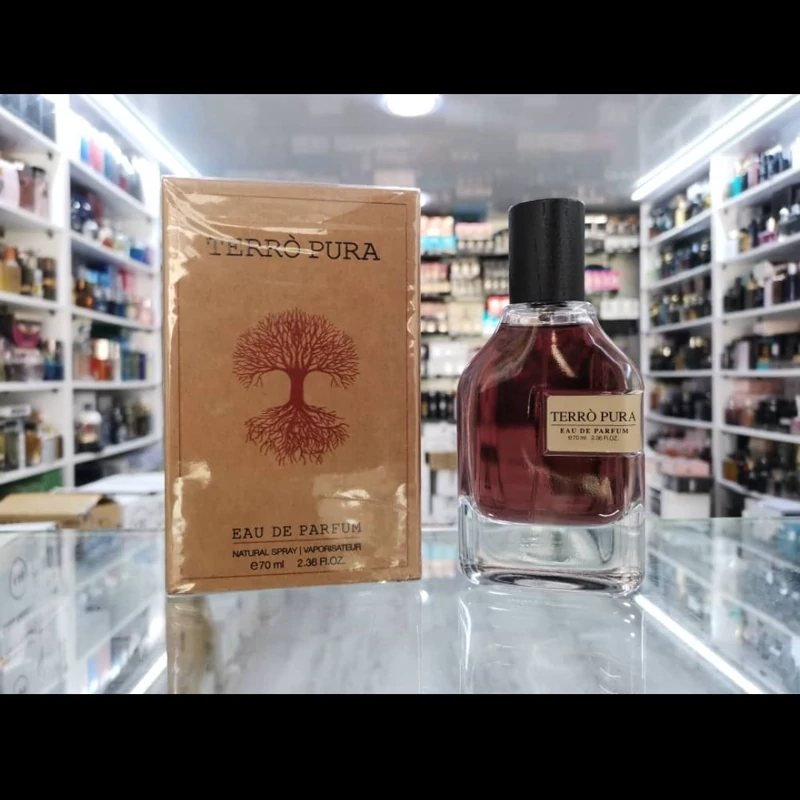 TERRÒ PURA
EAU DE PARFUM
NATURAL SPRAY | VAPORISATEUR
℮70 ml 2.36 Fl.OZ.
TERRÒ PURA
EAU DE PARFUM
℮70 ml 2.36 FL.OZ.